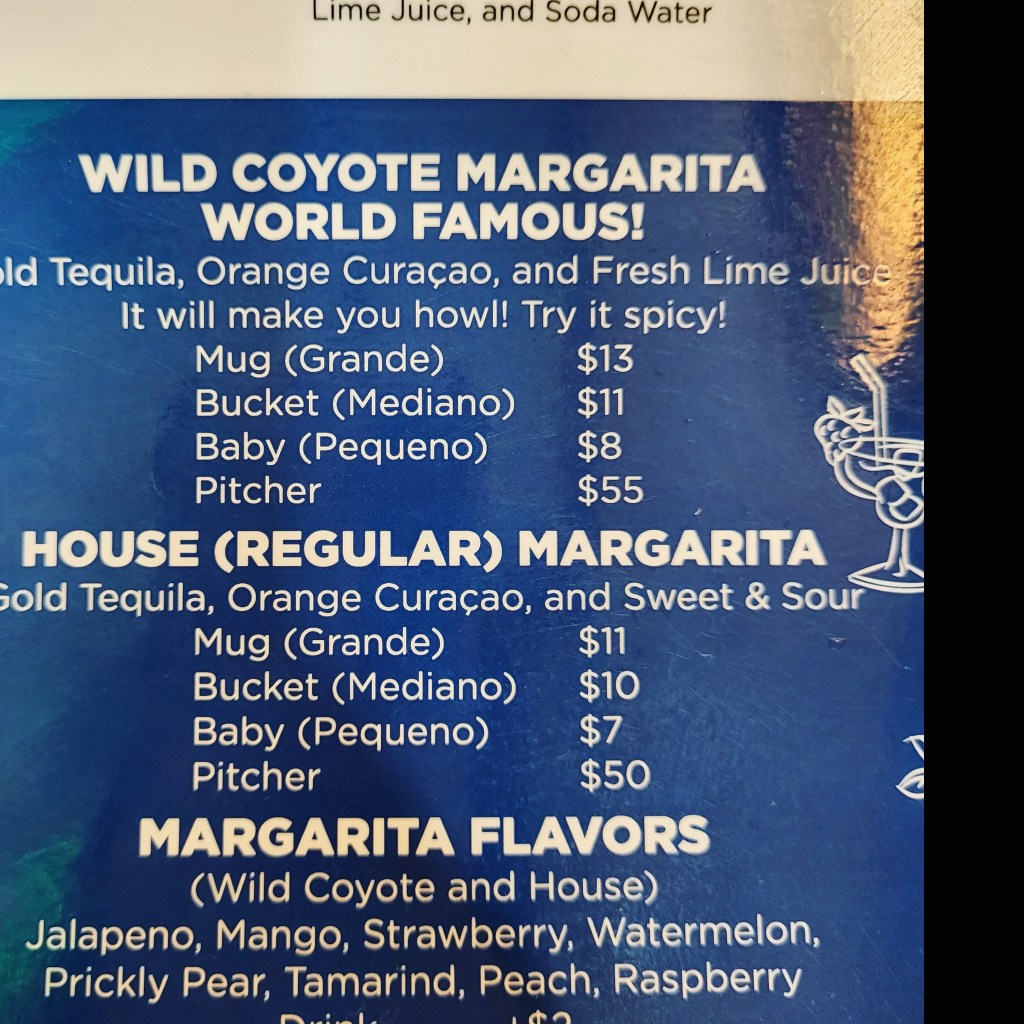 Lime Juice, and Soda Water
WILD COYOTE MARGARITA
WORLD FAMOUS!
Tequila, Orange Curaçao, and Fresh Lime Juice
It will make you howl! Try it spicy!
Mug (Grande) $13
Bucket (Mediano) $11
Baby (Pequeno) $8
Pitcher $55
HOUSE (REGULAR) MARGARITA
Gold Tequila, Orange Curaçao, and Sweet & Sour
Mug (Grande) $11
Bucket (Mediano) $10
Baby (Pequeno) $7
Pitcher $50
MARGARITA FLAVORS
(Wild Coyote and House)
Jalapeno, Mango, Strawberry, Watermelon,
Prickly Pear, Tamarind, Peach, Raspberry
Drink